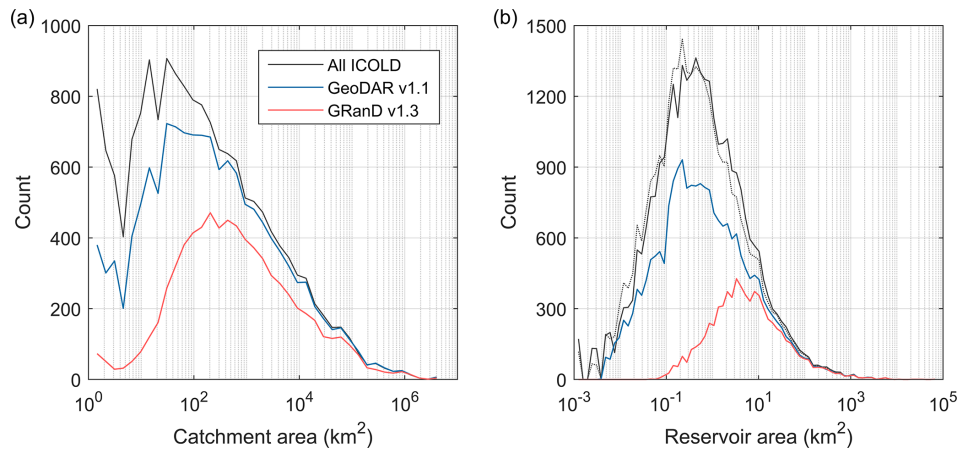 (a)
1000
800
600
400
200
0
Count
10^0
10^2
10^4
10^6
Catchment area (km^2)
All ICOLD
GeoDAR v1.1
GRanD v1.3
(b)
1500
1200
900
600
300
0
Count
10^-3
10^-1
10^1
10^3
10^5
Reservoir area (km^2)